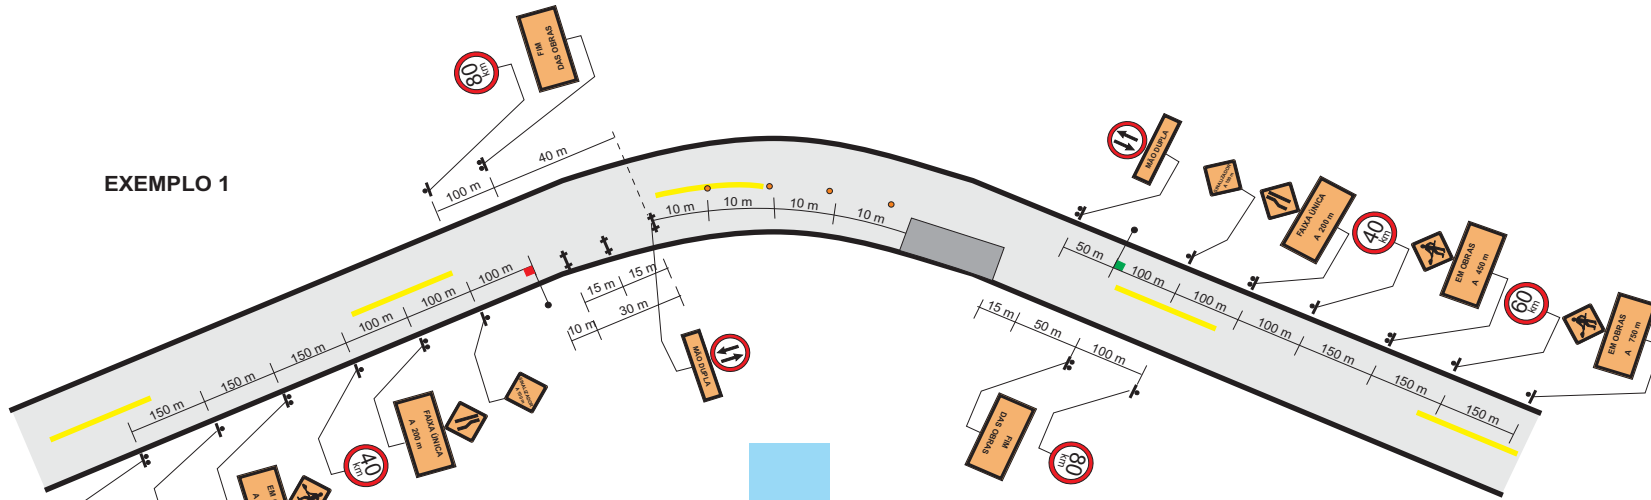 EXEMPLO 1
80
km
FIM
DAS OBRAS
100 m
40 m
10 m
10 m
10 m
10 m
MÃO DUPLA
SINALIZADOR
A 100 m
FAIXA ÚNICA
A 200 m
40
km
EM OBRAS
A 450 m
60
km
EM OBRAS
A 750 m
50 m
100 m
100 m
100 m
150 m
150 m
150 m
150 m
150 m
150 m
100 m
100 m
100 m
15 m
15 m
10 m
30 m
MÃO DUPLA
15 m
50 m
100 m
FIM
DAS OBRAS
80
km
FAIXA ÚNICA
A 200 m
40
km
EM
A